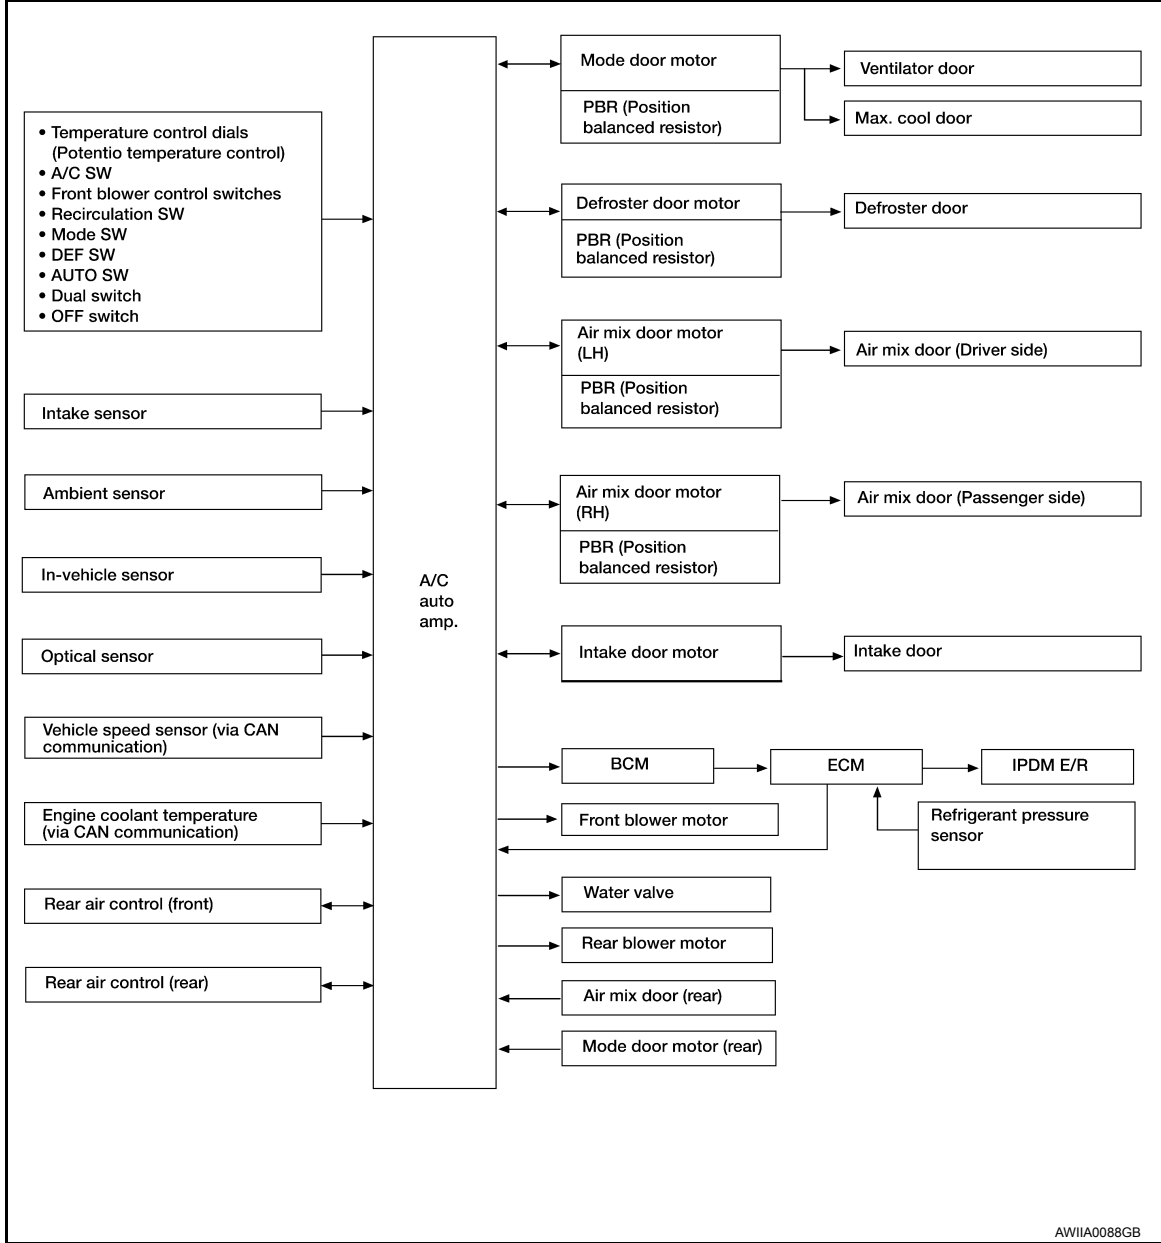 • Temperature control dials
(Potentio temperature control)
• A/C SW
• Front blower control switches
• Recirculation SW
• Mode SW
• DEF SW
• AUTO SW
• Dual switch
• OFF switch
Intake sensor
Ambient sensor
In-vehicle sensor
Optical sensor
Vehicle speed sensor (via CAN
communication)
Engine coolant temperature
(via CAN communication)
Rear air control (front)
Rear air control (rear)
A/C
auto
amp.
Mode door motor
PBR (Position
balanced resistor)
Ventilator door
Max. cool door
Defroster door motor
PBR (Position
balanced resistor)
Defroster door
Air mix door motor
(LH)
PBR (Position
balanced resistor)
Air mix door (Driver side)
Air mix door motor
(RH)
PBR (Position
balanced resistor)
Air mix door (Passenger side)
Intake door motor
Intake door
BCM
ECM
IPDM E/R
Front blower motor
Refrigerant pressure
sensor
Water valve
Rear blower motor
Air mix door (rear)
Mode door motor (rear)
AWIIA0088GB